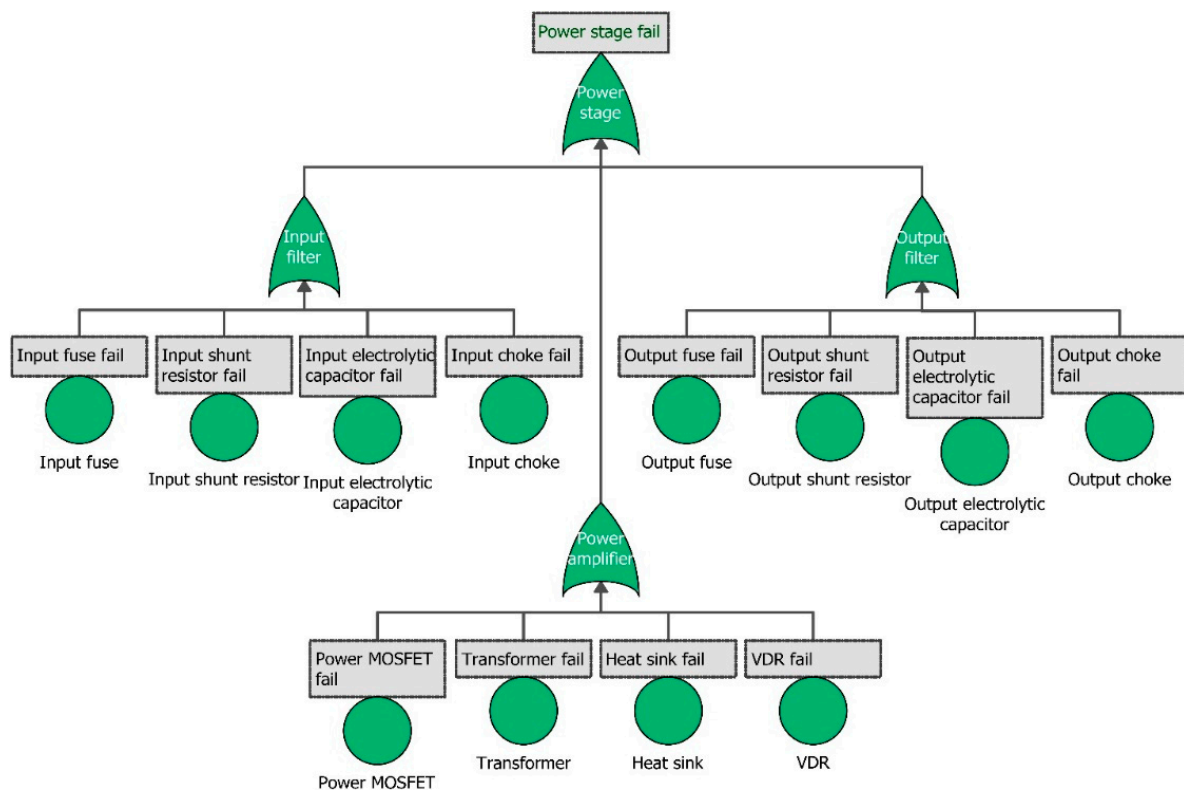 Power stage fail
Power
stage
Input
filter
Output
filter
Input fuse fail
Input shunt
resistor fail
Input electrolytic
capacitor fail
Input choke fail
Output fuse fail
Output shunt
resistor fail
Output
electrolytic
capacitor fail
Output choke
fail
Input fuse
Input shunt resistor
Input electrolytic
capacitor
Input choke
Output fuse
Output shunt resistor
Output electrolytic
capacitor
Output choke
Power
amplifier
Power MOSFET
fail
Transformer fail
Heat sink fail
VDR fail
Power MOSFET
Transformer
Heat sink
VDR